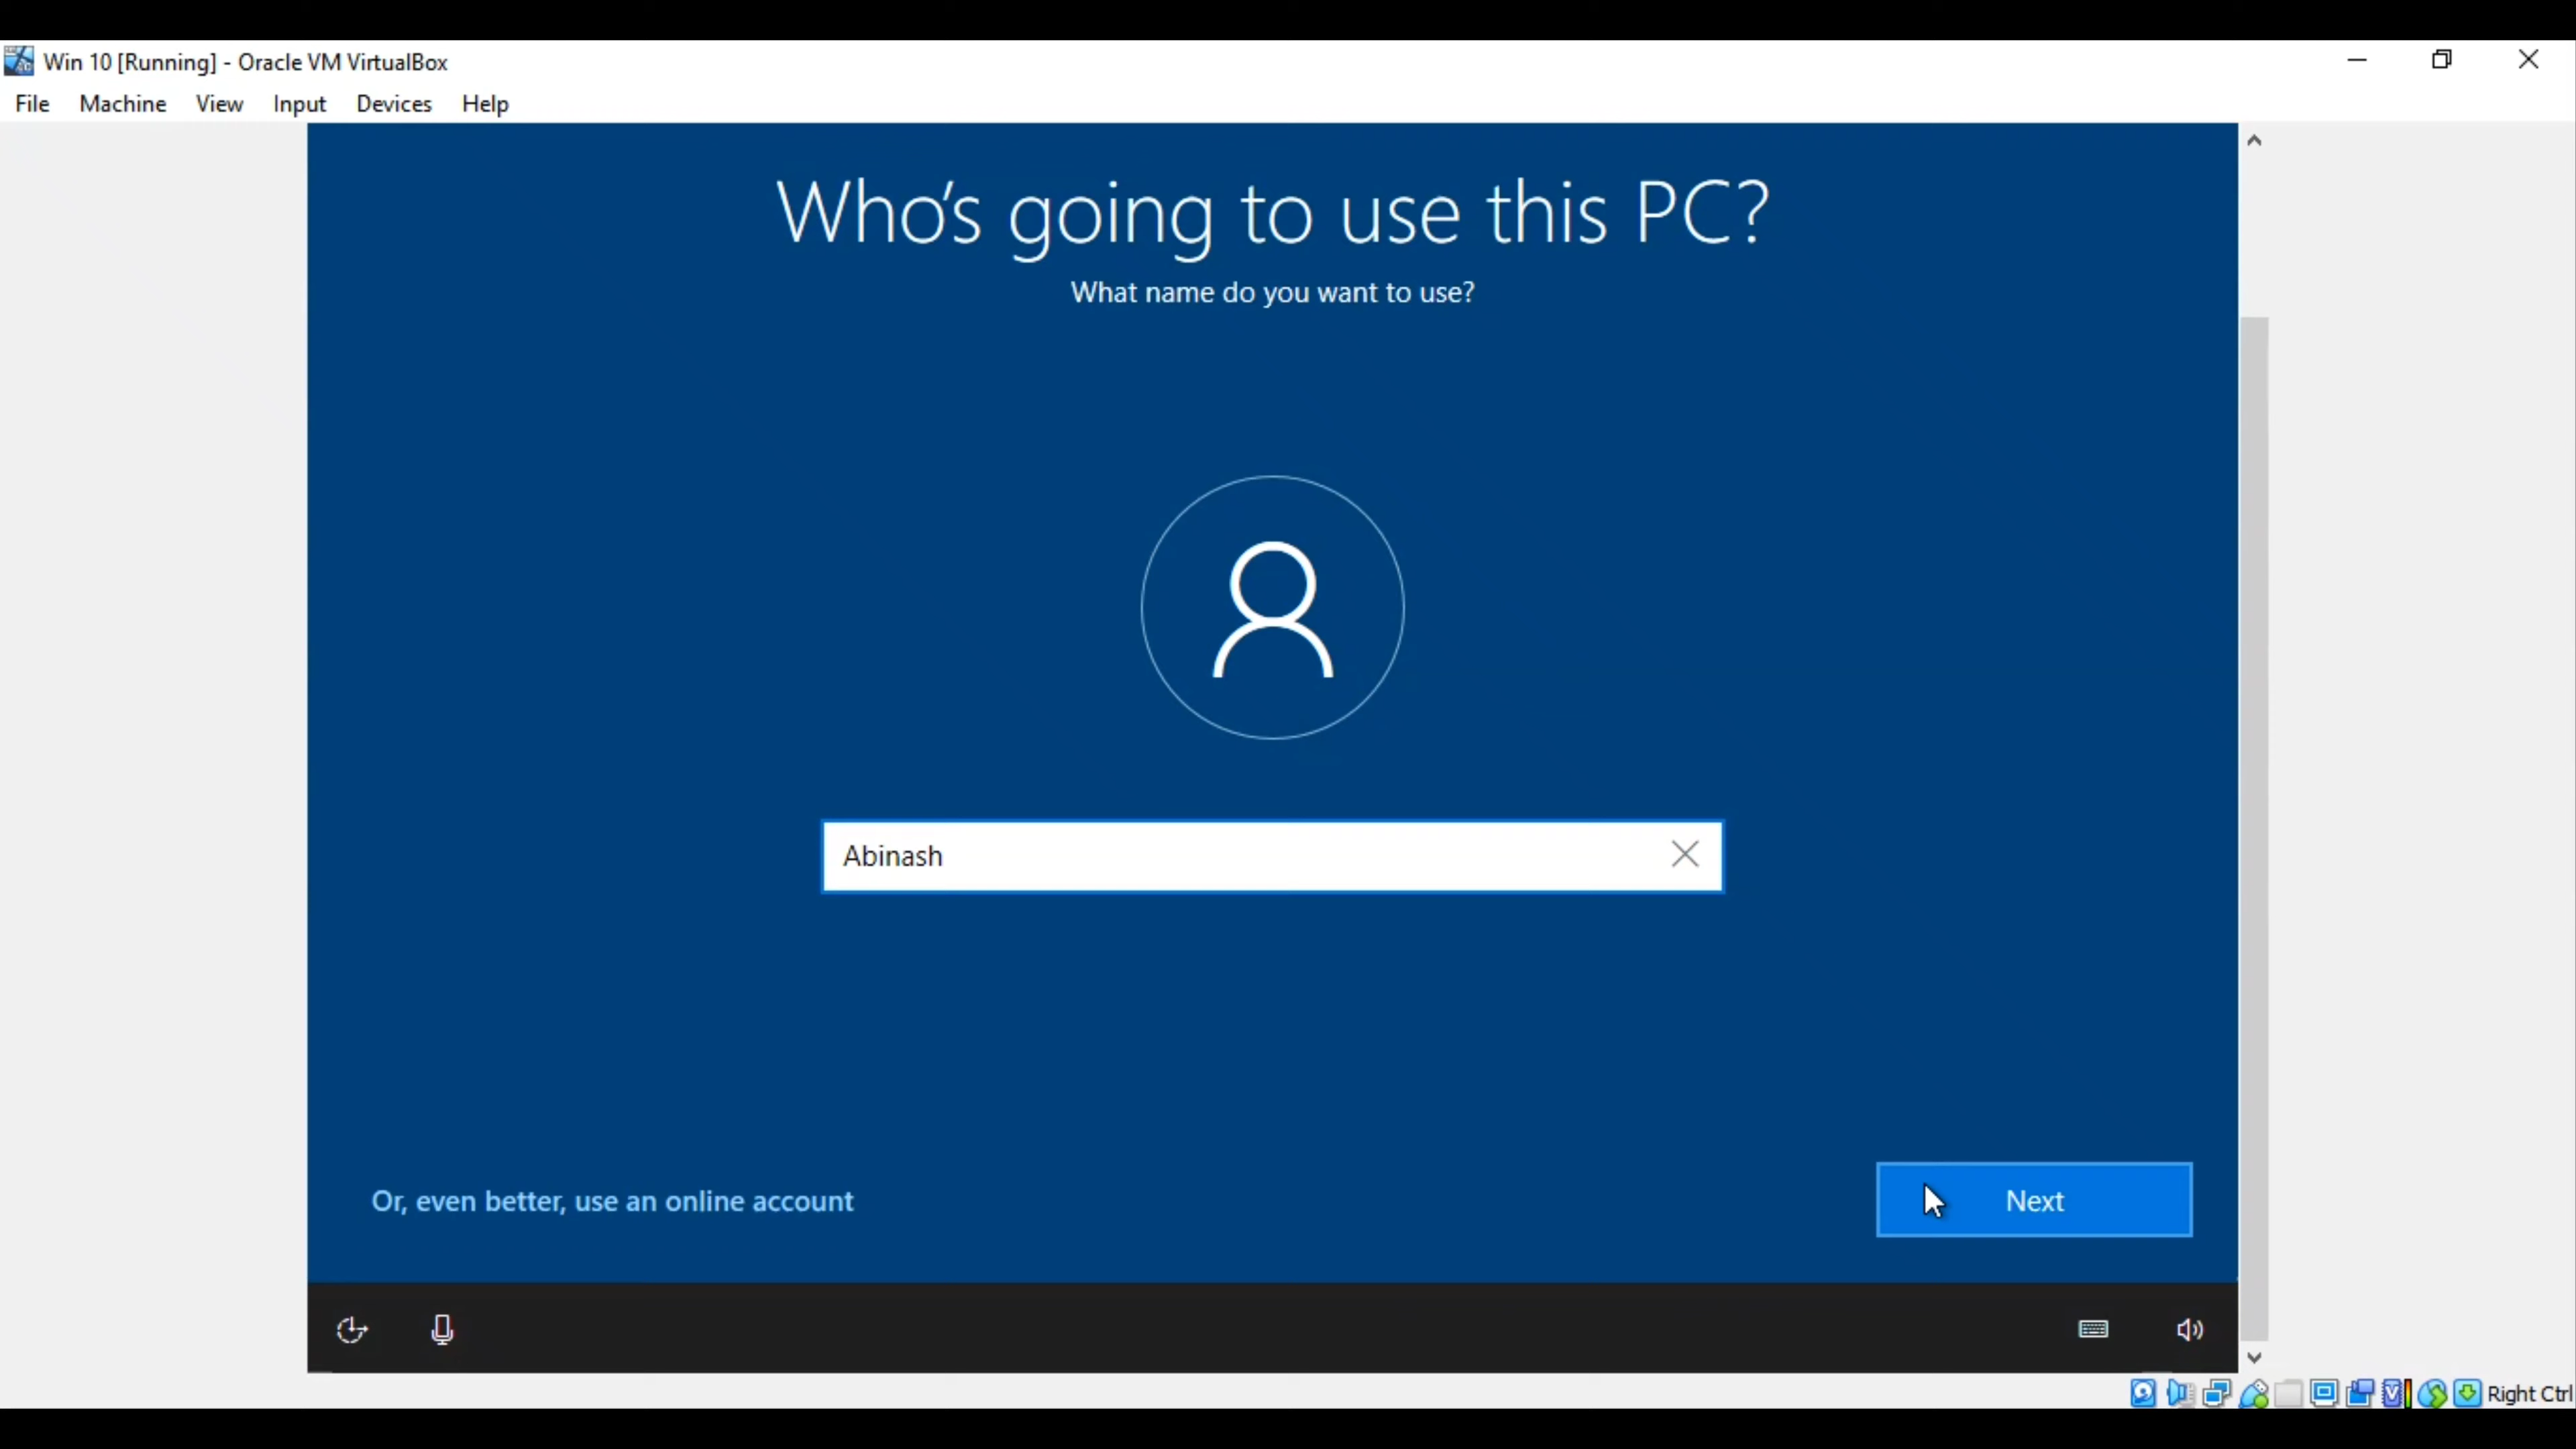 Win 10 [Running] - Oracle VM VirtualBox
File Machine View Input Devices Help
Who's going to use this PC?
What name do you want to use?
Abinash
Or, even better, use an online account
Next
Right Ctrl